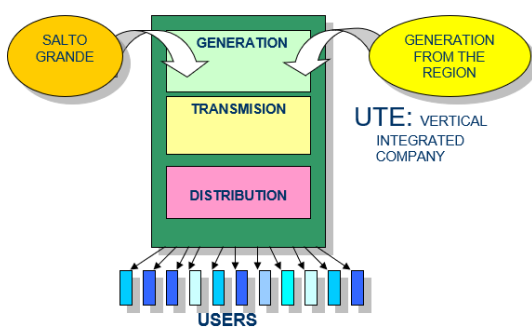 SALTO
GRANDE
GENERATION
GENERATION
FROM THE
REGION
TRANSMISION
UTE: VERTICAL
INTEGRATED
COMPANY
DISTRIBUTION
USERS